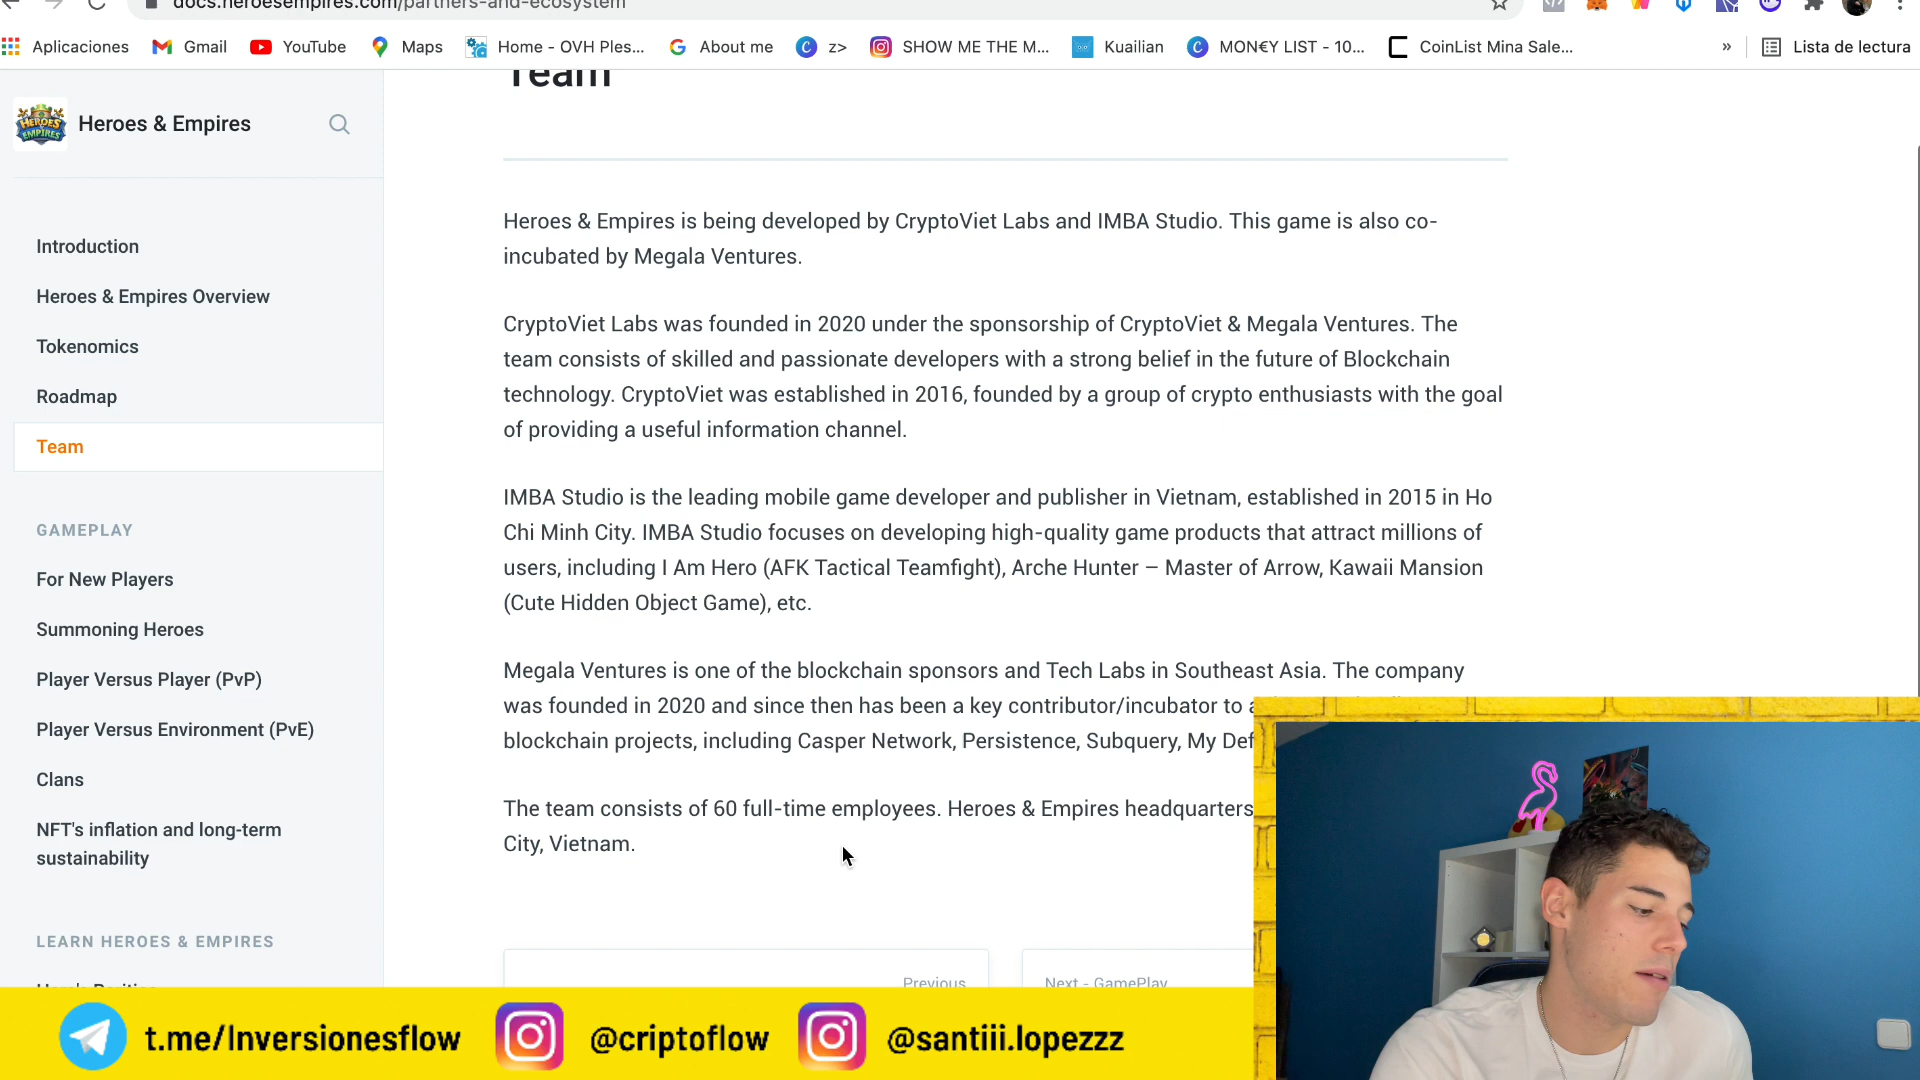 docs.heroesempires.com/partners-and-ecosystem
Aplicaciones
Gmail
YouTube
Maps
Home - OVH Ples...
About me
z>
SHOW ME THE M...
Kuailian
MON€Y LIST - 10...
CoinList Mina Sale...
»
Lista de lectura
Heroes & Empires
Introduction
Heroes & Empires Overview
Tokenomics
Roadmap
Team
GAMEPLAY
For New Players
Summoning Heroes
Player Versus Player (PvP)
Player Versus Environment (PvE)
Clans
NFT's inflation and long-term
sustainability
LEARN HEROES & EMPIRES
Team
Heroes & Empires is being developed by CryptoViet Labs and IMBA Studio. This game is also co-
incubated by Megala Ventures.
CryptoViet Labs was founded in 2020 under the sponsorship of CryptoViet & Megala Ventures. The
team consists of skilled and passionate developers with a strong belief in the future of Blockchain
technology. CryptoViet was established in 2016, founded by a group of crypto enthusiasts with the goal
of providing a useful information channel.
IMBA Studio is the leading mobile game developer and publisher in Vietnam, established in 2015 in Ho
Chi Minh City. IMBA Studio focuses on developing high-quality game products that attract millions of
users, including I Am Hero (AFK Tactical Teamfight), Arche Hunter – Master of Arrow, Kawaii Mansion
(Cute Hidden Object Game), etc.
Megala Ventures is one of the blockchain sponsors and Tech Labs in Southeast Asia. The company
was founded in 2020 and since then has been a key contributor/incubator to
blockchain projects, including Casper Network, Persistence, Subquery, My Def
The team consists of 60 full-time employees. Heroes & Empires headquarters
City, Vietnam.
Previous
Next - GamePlay
t.me/Inversionesflow
@criptoflow
@santiii.lopezzz